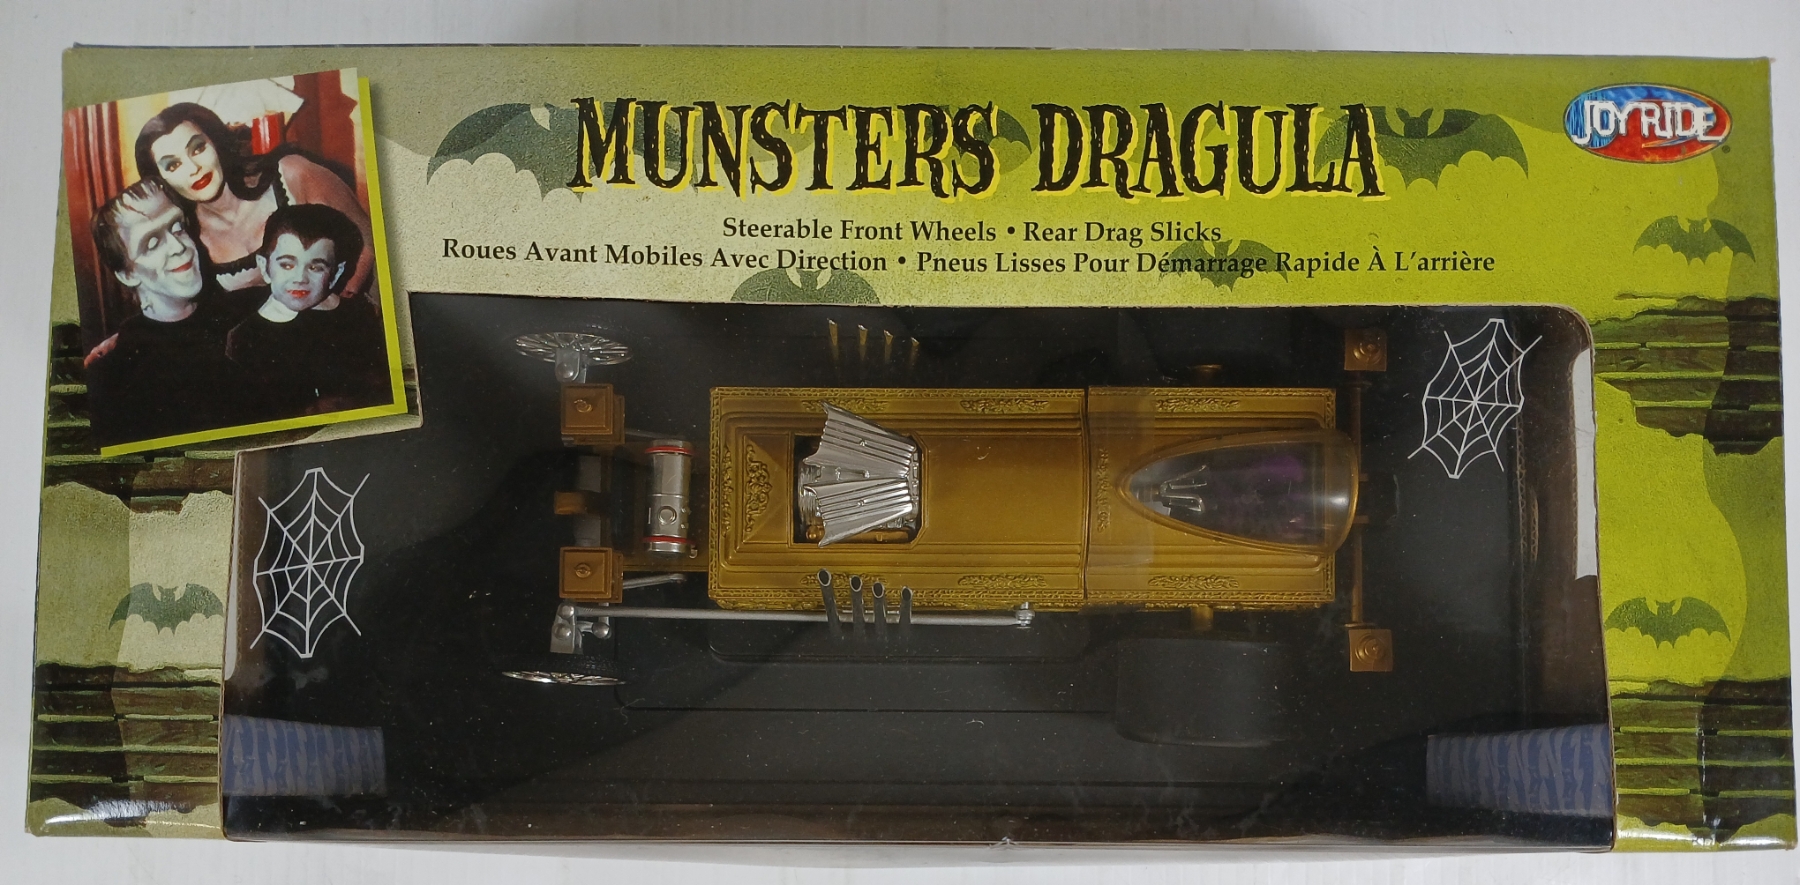 MUNSTERS DRAGULA
JOYRIDE
Steerable Front Wheels • Rear Drag Slicks
Roues Avant Mobiles Avec Direction • Pneus Lisses Pour Démarrage Rapide À L'arrière